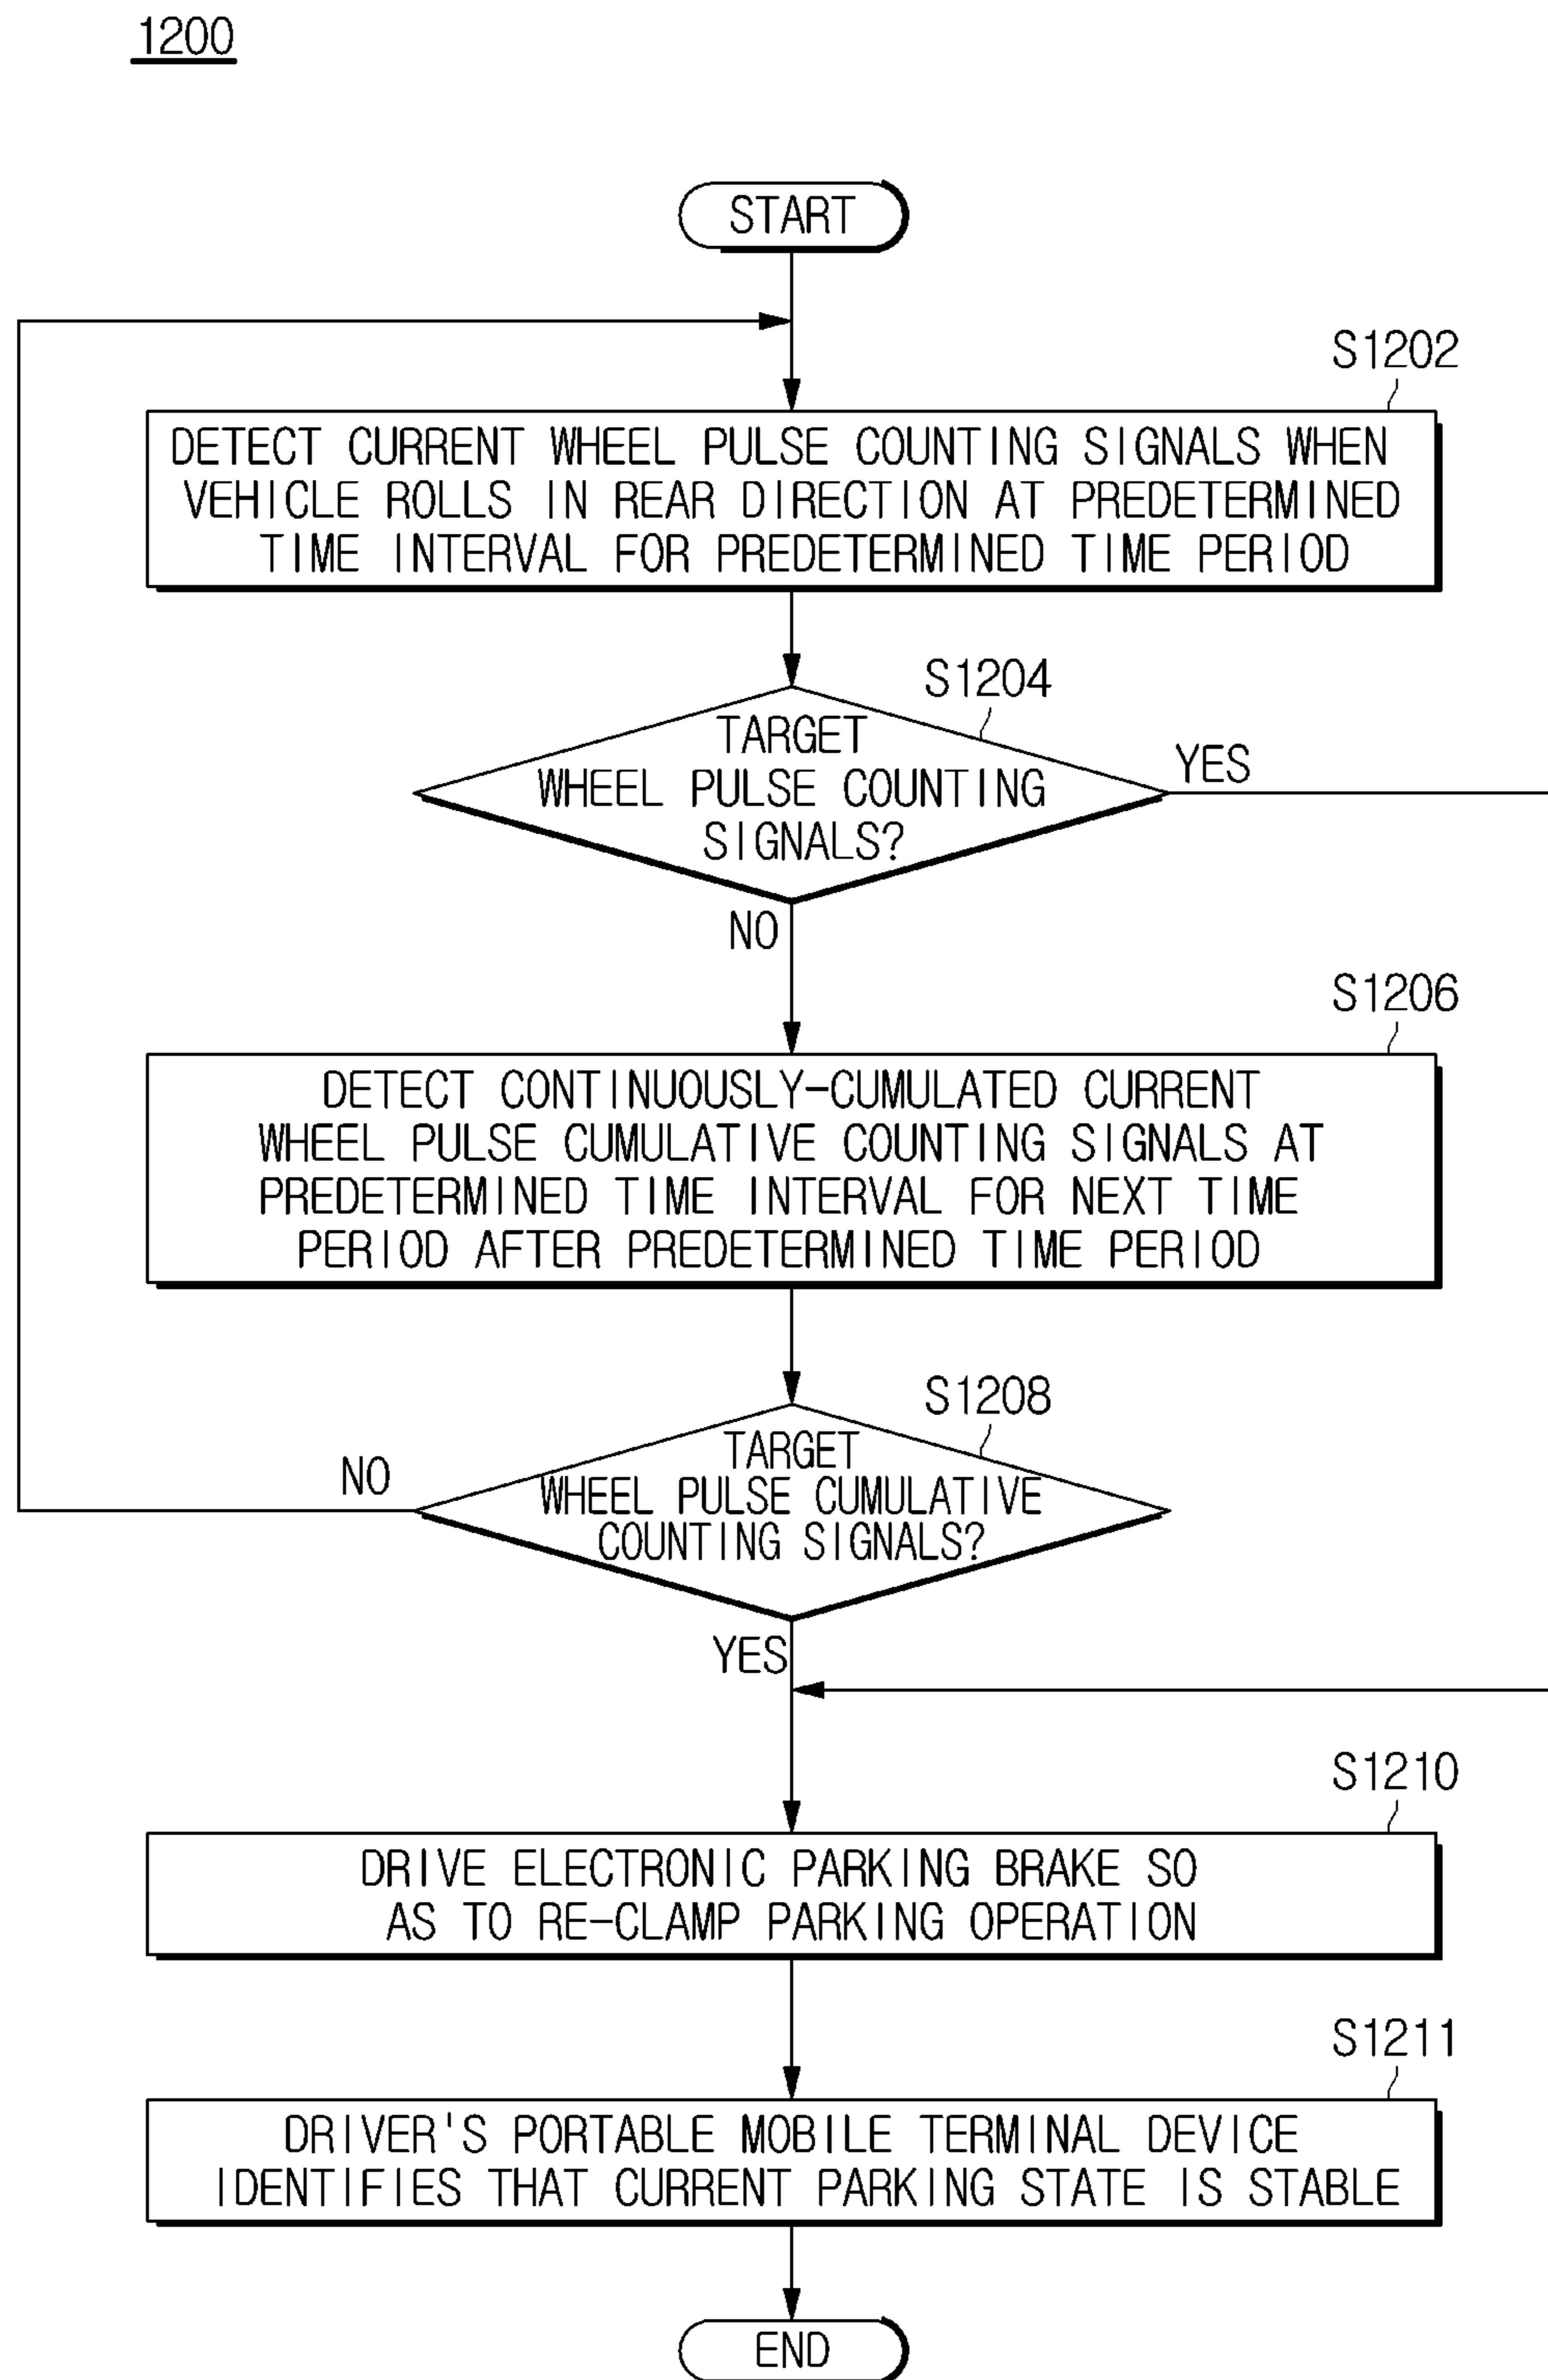 1200
START
S1202
DETECT CURRENT WHEEL PULSE COUNTING SIGNALS WHEN
VEHICLE ROLLS IN REAR DIRECTION AT PREDETERMINED
TIME INTERVAL FOR PREDETERMINED TIME PERIOD
S1204
TARGET
WHEEL PULSE COUNTING
SIGNALS?
YES
NO
S1206
DETECT CONTINUOUSLY-CUMULATED CURRENT
WHEEL PULSE CUMULATIVE COUNTING SIGNALS AT
PREDETERMINED TIME INTERVAL FOR NEXT TIME
PERIOD AFTER PREDETERMINED TIME PERIOD
S1208
TARGET
WHEEL PULSE CUMULATIVE
COUNTING SIGNALS?
NO
YES
S1210
DRIVE ELECTRONIC PARKING BRAKE SO
AS TO RE-CLAMP PARKING OPERATION
S1211
DRIVER'S PORTABLE MOBILE TERMINAL DEVICE
IDENTIFIES THAT CURRENT PARKING STATE IS STABLE
END